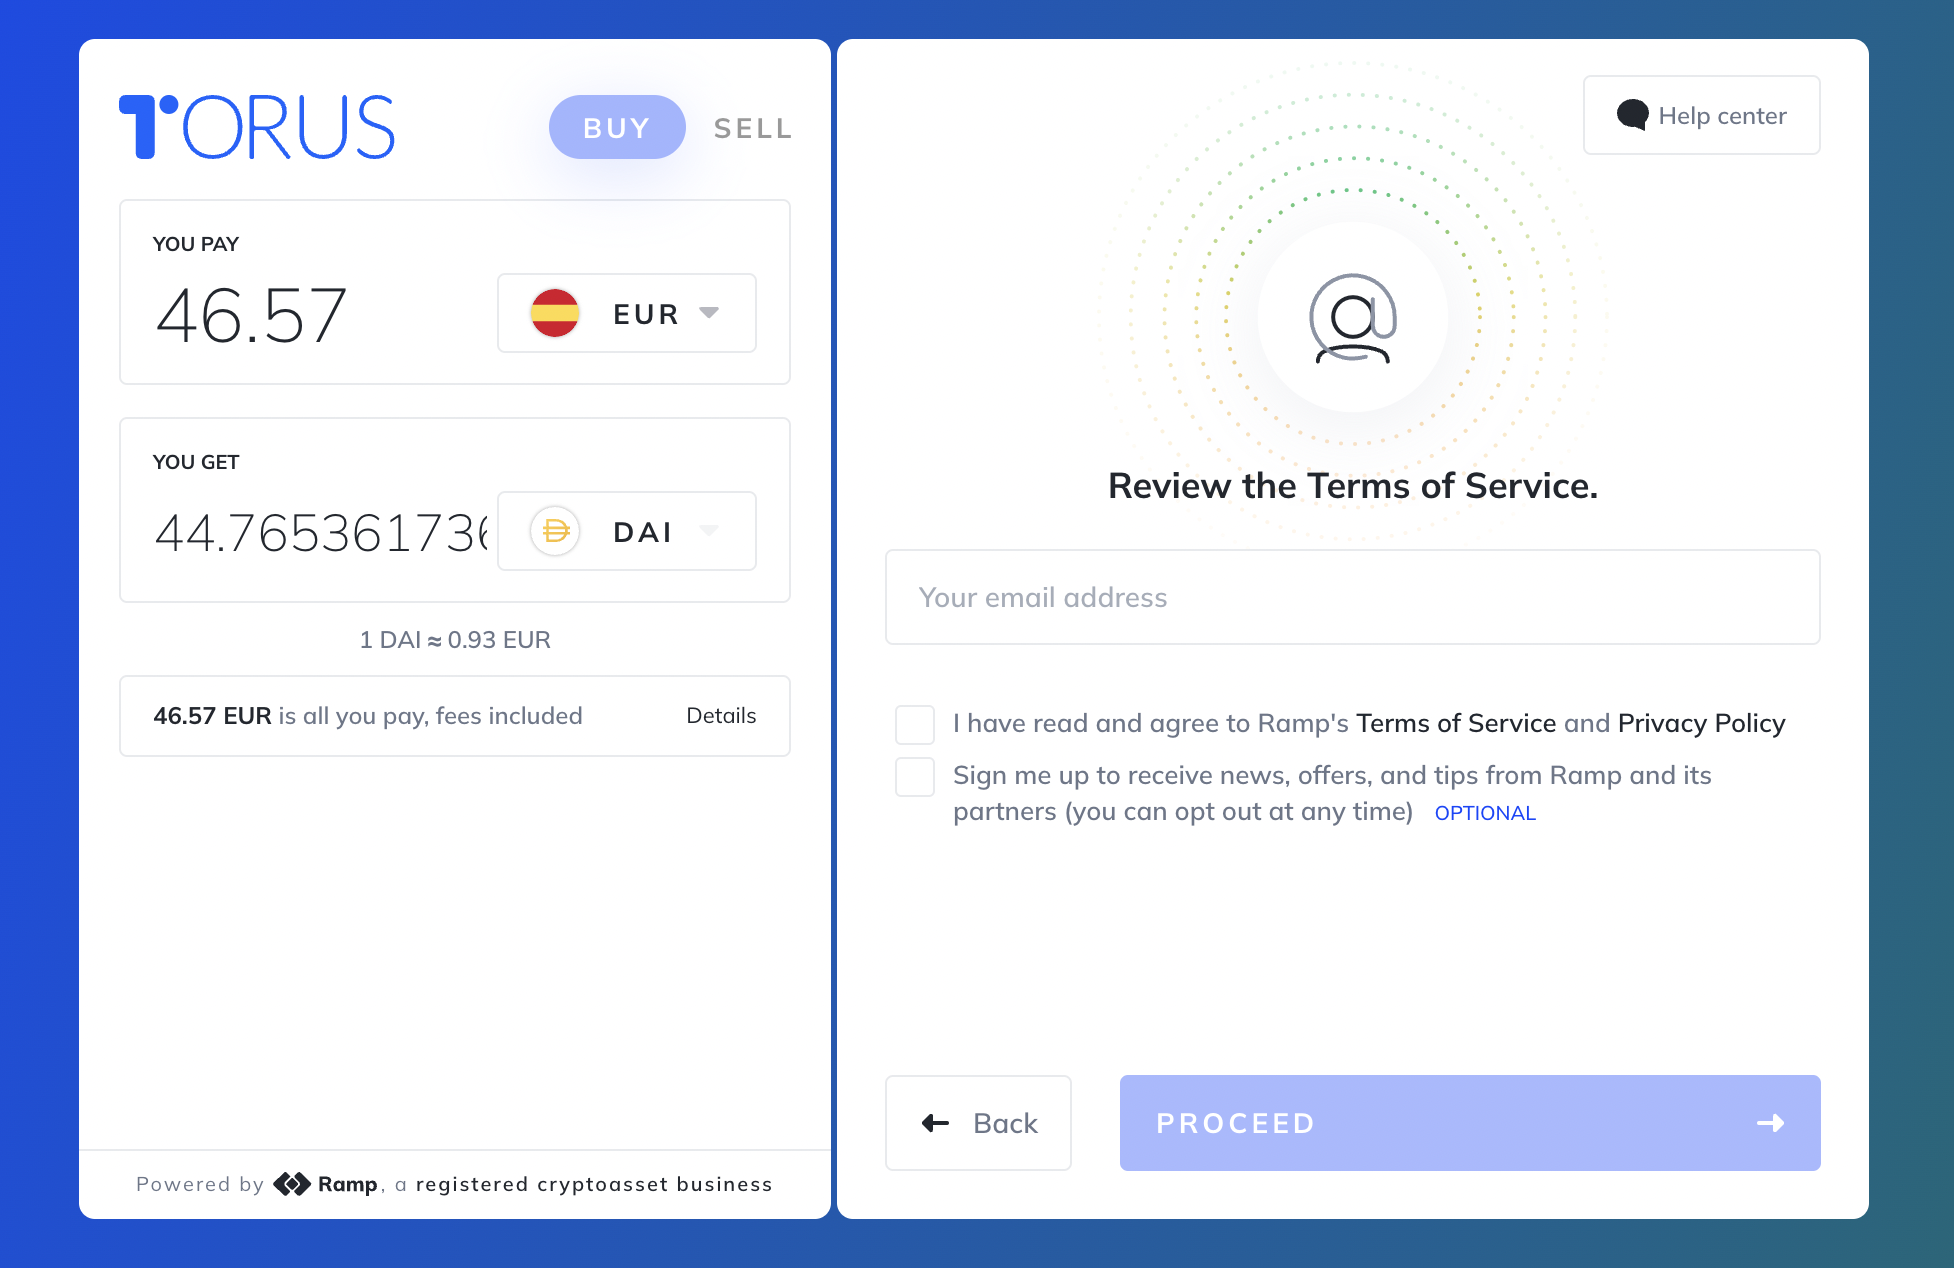 TORUS
BUY
SELL
YOU PAY
46.57
EUR
YOU GET
44.765361736
DAI
1 DAI ≈ 0.93 EUR
46.57 EUR is all you pay, fees included
Details
Powered by Ramp, a registered cryptoasset business
Help center
Review the Terms of Service.
Your email address
I have read and agree to Ramp's Terms of Service and Privacy Policy
Sign me up to receive news, offers, and tips from Ramp and its
partners (you can opt out at any time) OPTIONAL
Back
PROCEED